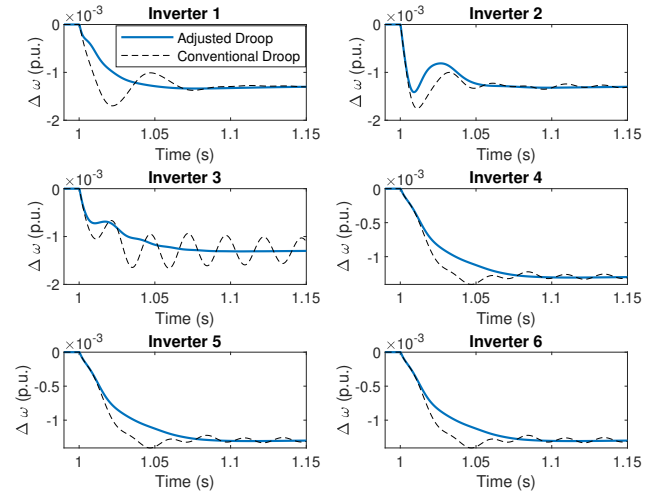 Inverter 1
×10⁻³
0
-1
-2
Δ ω (p.u.)
1
1.05
1.1
1.15
Time (s)
Adjusted Droop
Conventional Droop
Inverter 2
×10⁻³
0
-1
-2
Δ ω (p.u.)
1
1.05
1.1
1.15
Time (s)
Inverter 3
×10⁻³
0
-1
-2
Δ ω (p.u.)
1
1.05
1.1
1.15
Time (s)
Inverter 4
×10⁻³
0
-0.5
-1
Δ ω (p.u.)
1
1.05
1.1
1.15
Time (s)
Inverter 5
×10⁻³
0
-0.5
-1
Δ ω (p.u.)
1
1.05
1.1
1.15
Time (s)
Inverter 6
×10⁻³
0
-0.5
-1
Δ ω (p.u.)
1
1.05
1.1
1.15
Time (s)